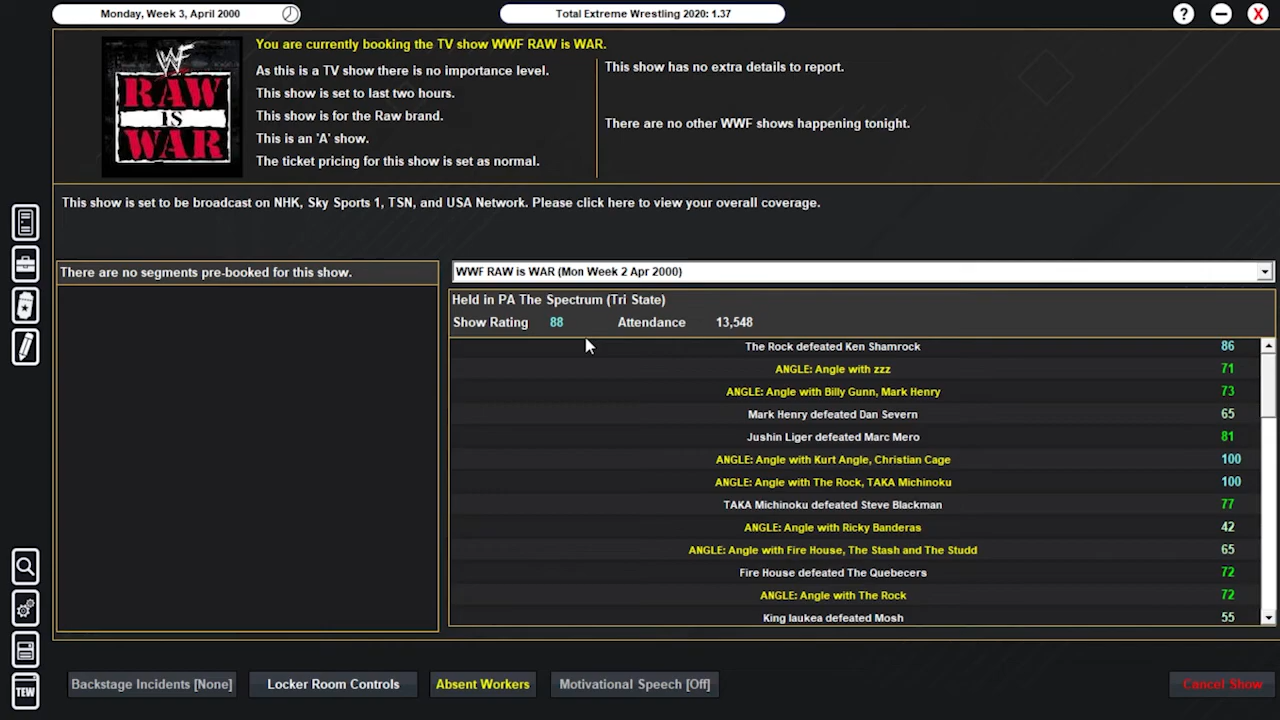 Monday, Week 3, April 2000
Total Extreme Wrestling 2020: 1.37
?
X
WF
RAW
IS
WAR
You are currently booking the TV show WWF RAW is WAR.
As this is a TV show there is no importance level.
This show is set to last two hours.
This show is for the Raw brand.
This is an 'A' show.
The ticket pricing for this show is set as normal.
This show has no extra details to report.
There are no other WWF shows happening tonight.
This show is set to be broadcast on NHK, Sky Sports 1, TSN, and USA Network. Please click here to view your overall coverage.
There are no segments pre-booked for this show.
WWF RAW is WAR (Mon Week 2 Apr 2000)
Held in PA The Spectrum (Tri State)
Show Rating 88 Attendance 13,548
The Rock defeated Ken Shamrock 86
ANGLE: Angle with zzz 71
ANGLE: Angle with Billy Gunn, Mark Henry 73
Mark Henry defeated Dan Severn 65
Jushin Liger defeated Marc Mero 81
ANGLE: Angle with Kurt Angle, Christian Cage 100
ANGLE: Angle with The Rock, TAKA Michinoku 100
TAKA Michinoku defeated Steve Blackman 77
ANGLE: Angle with Ricky Banderas 42
ANGLE: Angle with Fire House, The Stash and The Studd 65
Fire House defeated The Quebecers 72
ANGLE: Angle with The Rock 72
King Iaukea defeated Mosh 55
TEW
Backstage Incidents [None]
Locker Room Controls
Absent Workers
Motivational Speech [Off]
Cancel Show